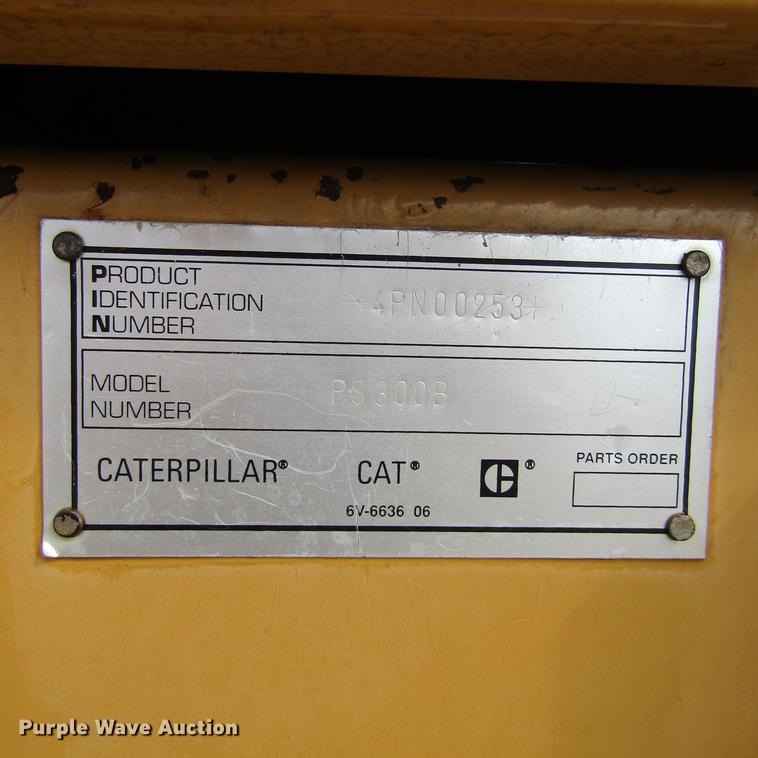 PRODUCT
IDENTIFICATION *4PN00253*
NUMBER
MODEL
NUMBER PS300B
CATERPILLAR® CAT® ®
PARTS ORDER
6V-6636 06
Purple Wave Auction